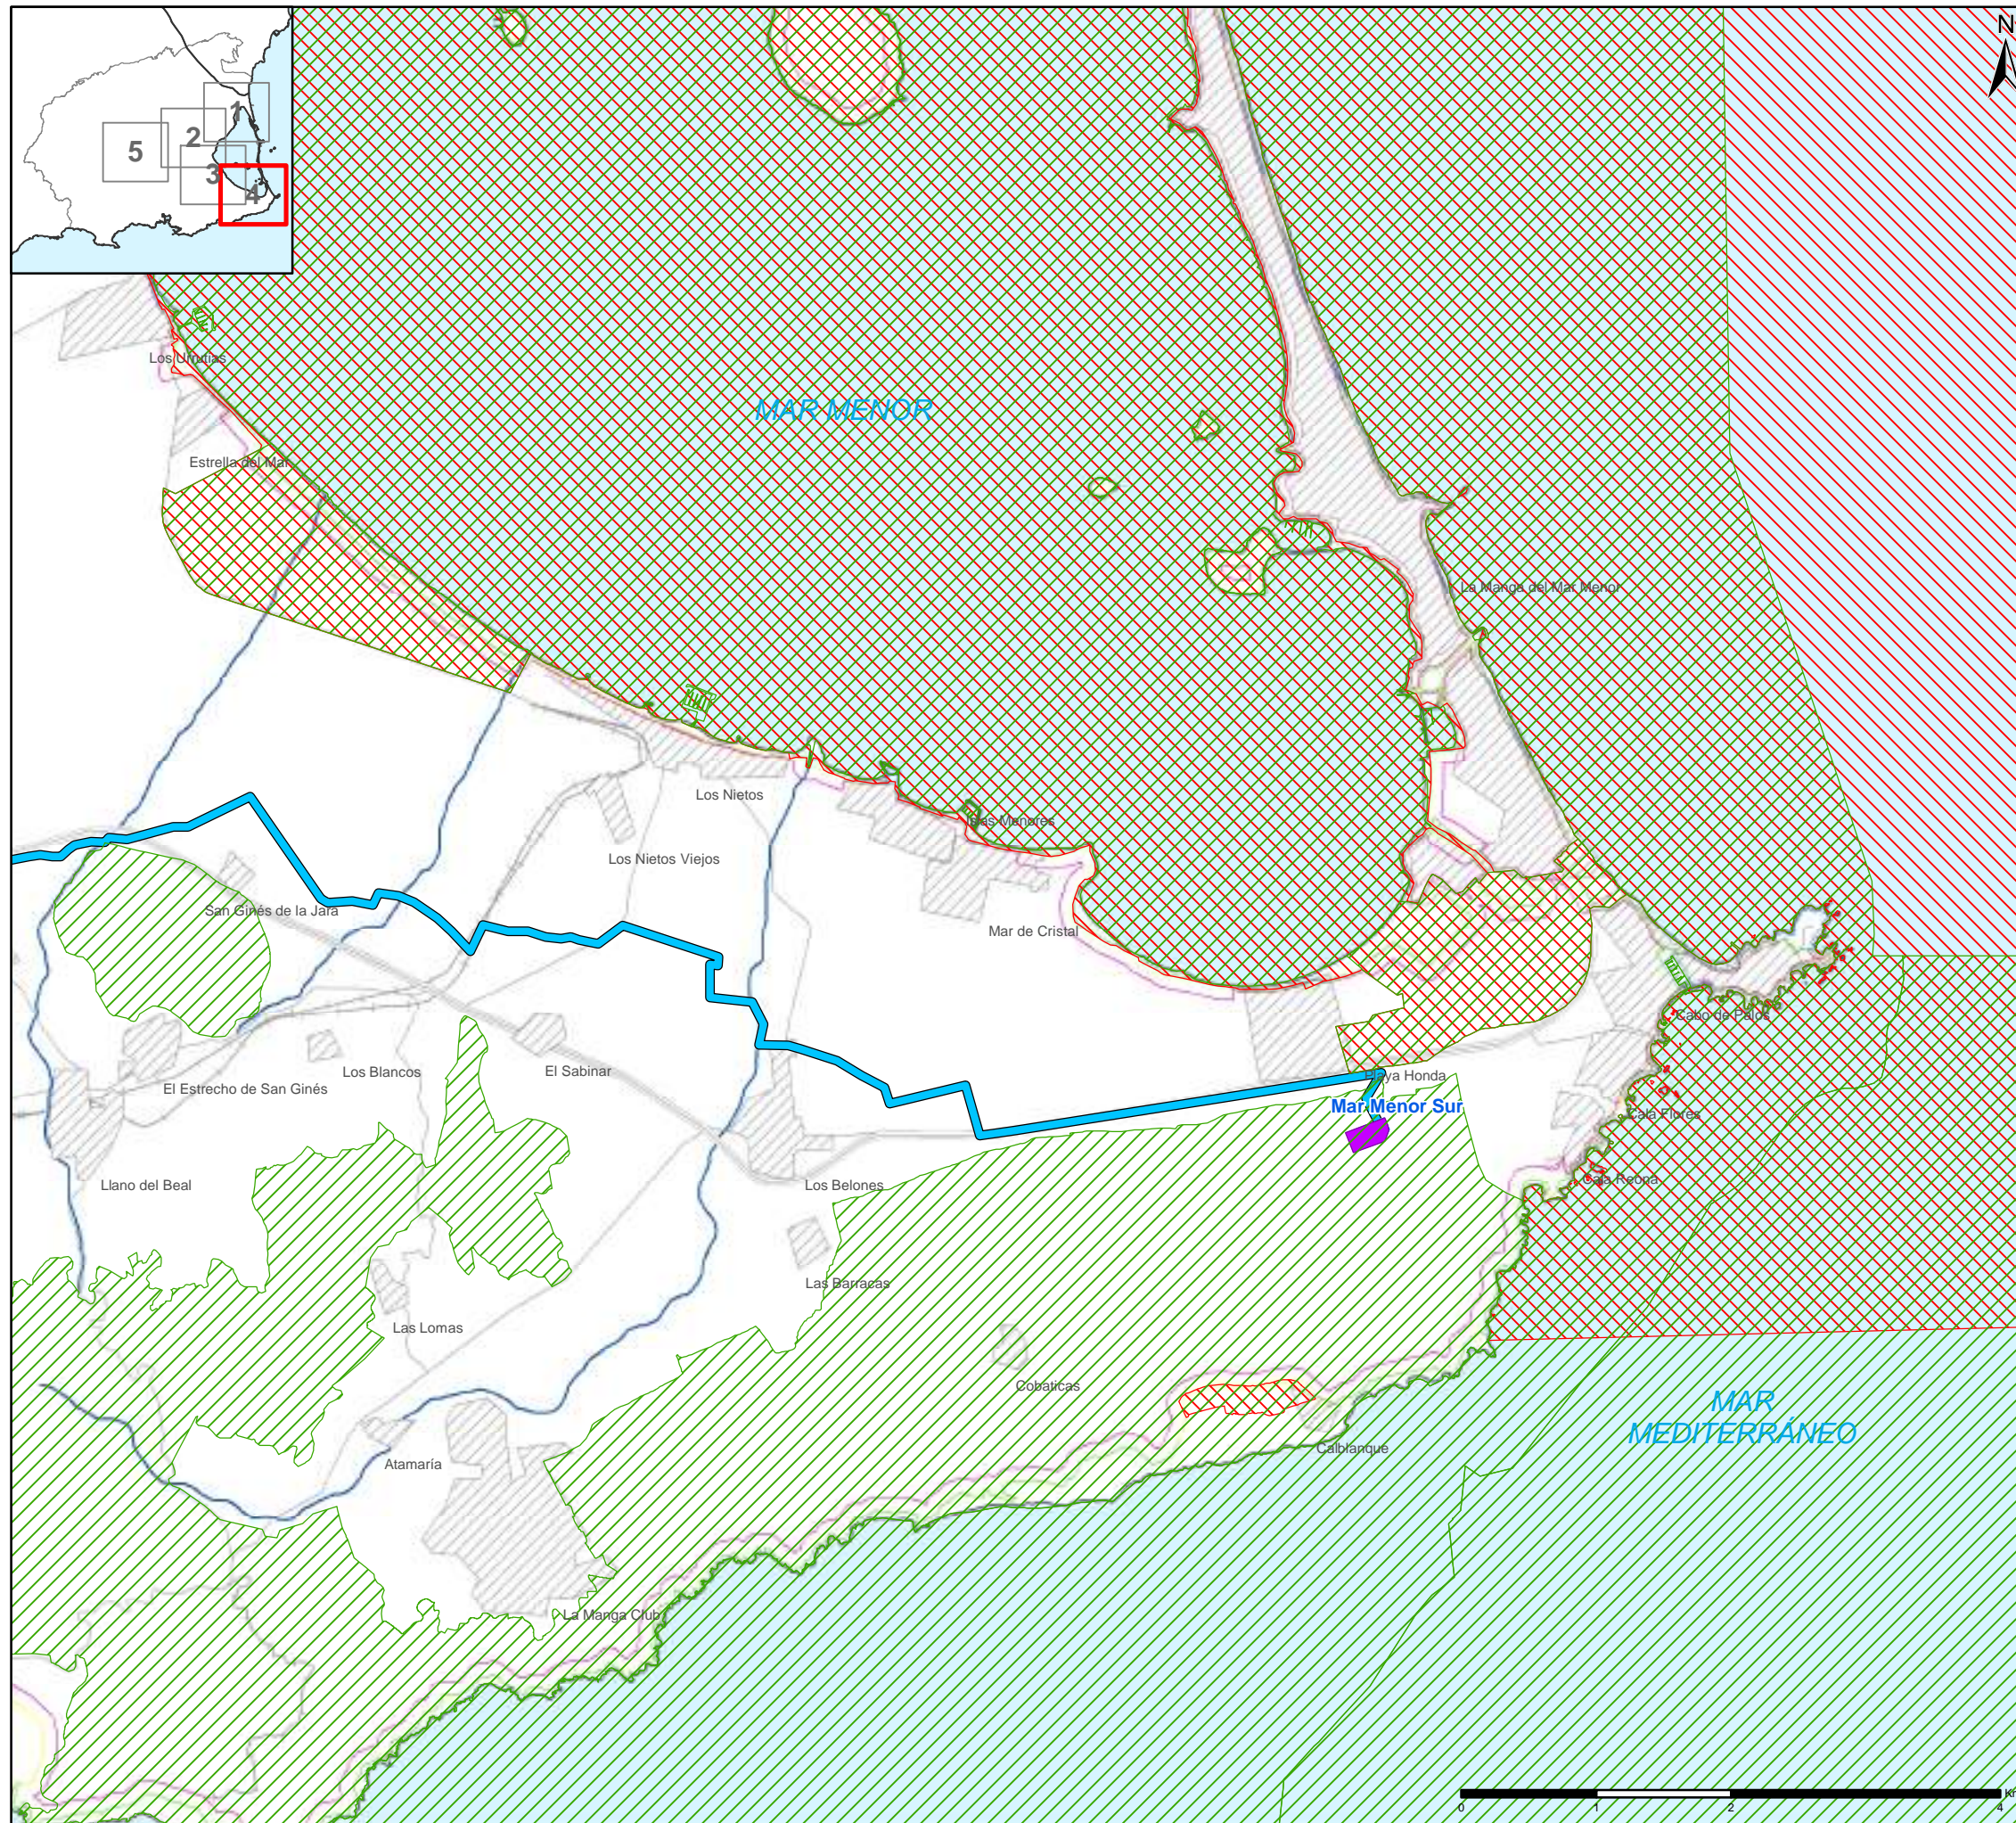 N
1
2
5
3
4
Los Urrutias
MAR MENOR
Estrella del Mar
La Manga del Mar Menor
Los Nietos
Islas Menores
Los Nietos Viejos
San Ginés de la Jara
Mar de Cristal
Cabo de Palos
El Sabinar
Los Blancos
Playa Honda
El Estrecho de San Ginés
Mar Menor Sur
Cala Flores
Cala Reona
Llano del Beal
Los Belones
Las Barracas
Las Lomas
Cobaticas
MAR
MEDITERRÁNEO
Calblanque
Atamaría
La Manga Club
0 1 2 4